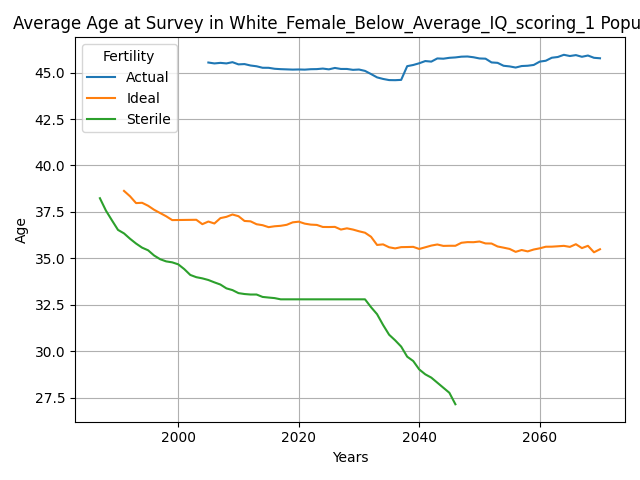 Average Age at Survey in White_Female_Below_Average_IQ_scoring_1 Popu
Fertility
Actual
Ideal
Sterile
45.0
42.5
40.0
37.5
35.0
32.5
30.0
27.5
Age
2000 2020 2040 2060
Years